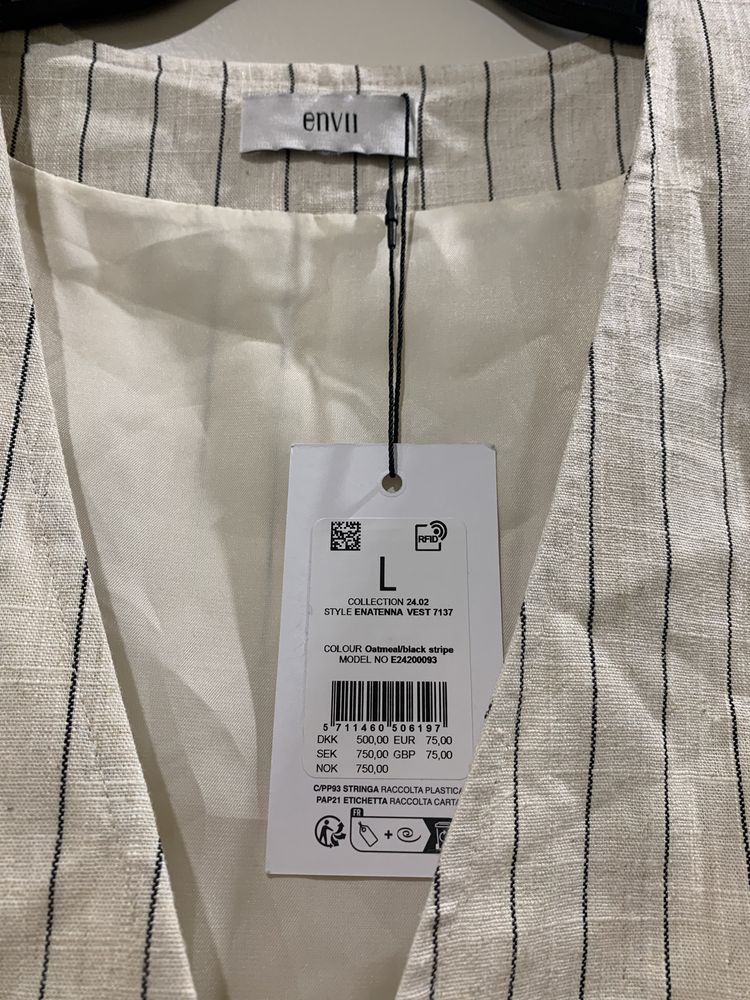 envii
RFID
L
COLLECTION 24.02
STYLE ENATENNA VEST 7137
COLOUR Oatmeal/black stripe
MODEL NO E24200093
5 711460 506197
DKK 500,00 EUR 75,00
SEK 750,00 GBP 75,00
NOK 750,00
C/PP93 STRINGA RACCOLTA PLASTICA
PAP21 ETICHETTA RACCOLTA CARTA
FR
+